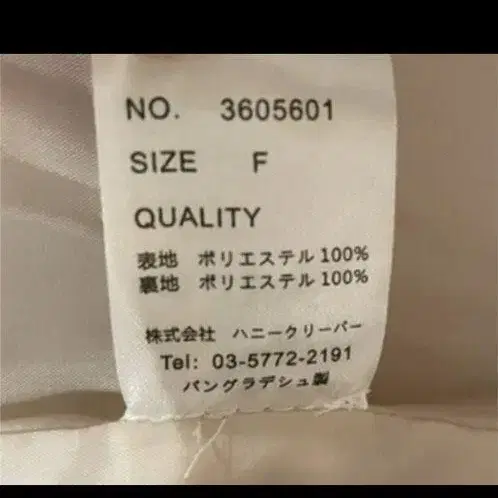 NO. 3605601
SIZE F
QUALITY
表地 ポリエステル 100%
裏地 ポリエステル 100%
株式会社 ハニークリーパー
Tel: 03-5772-2191
バングラデシュ製